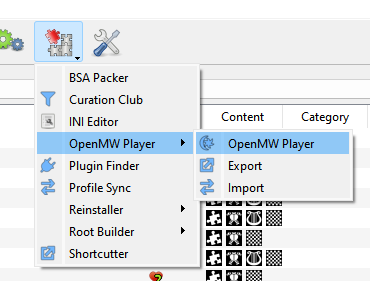 BSA Packer
Curation Club
INI Editor
OpenMW Player
Plugin Finder
Profile Sync
Reinstaller
Root Builder
Shortcutter
Content
Category
OpenMW Player
Export
Import